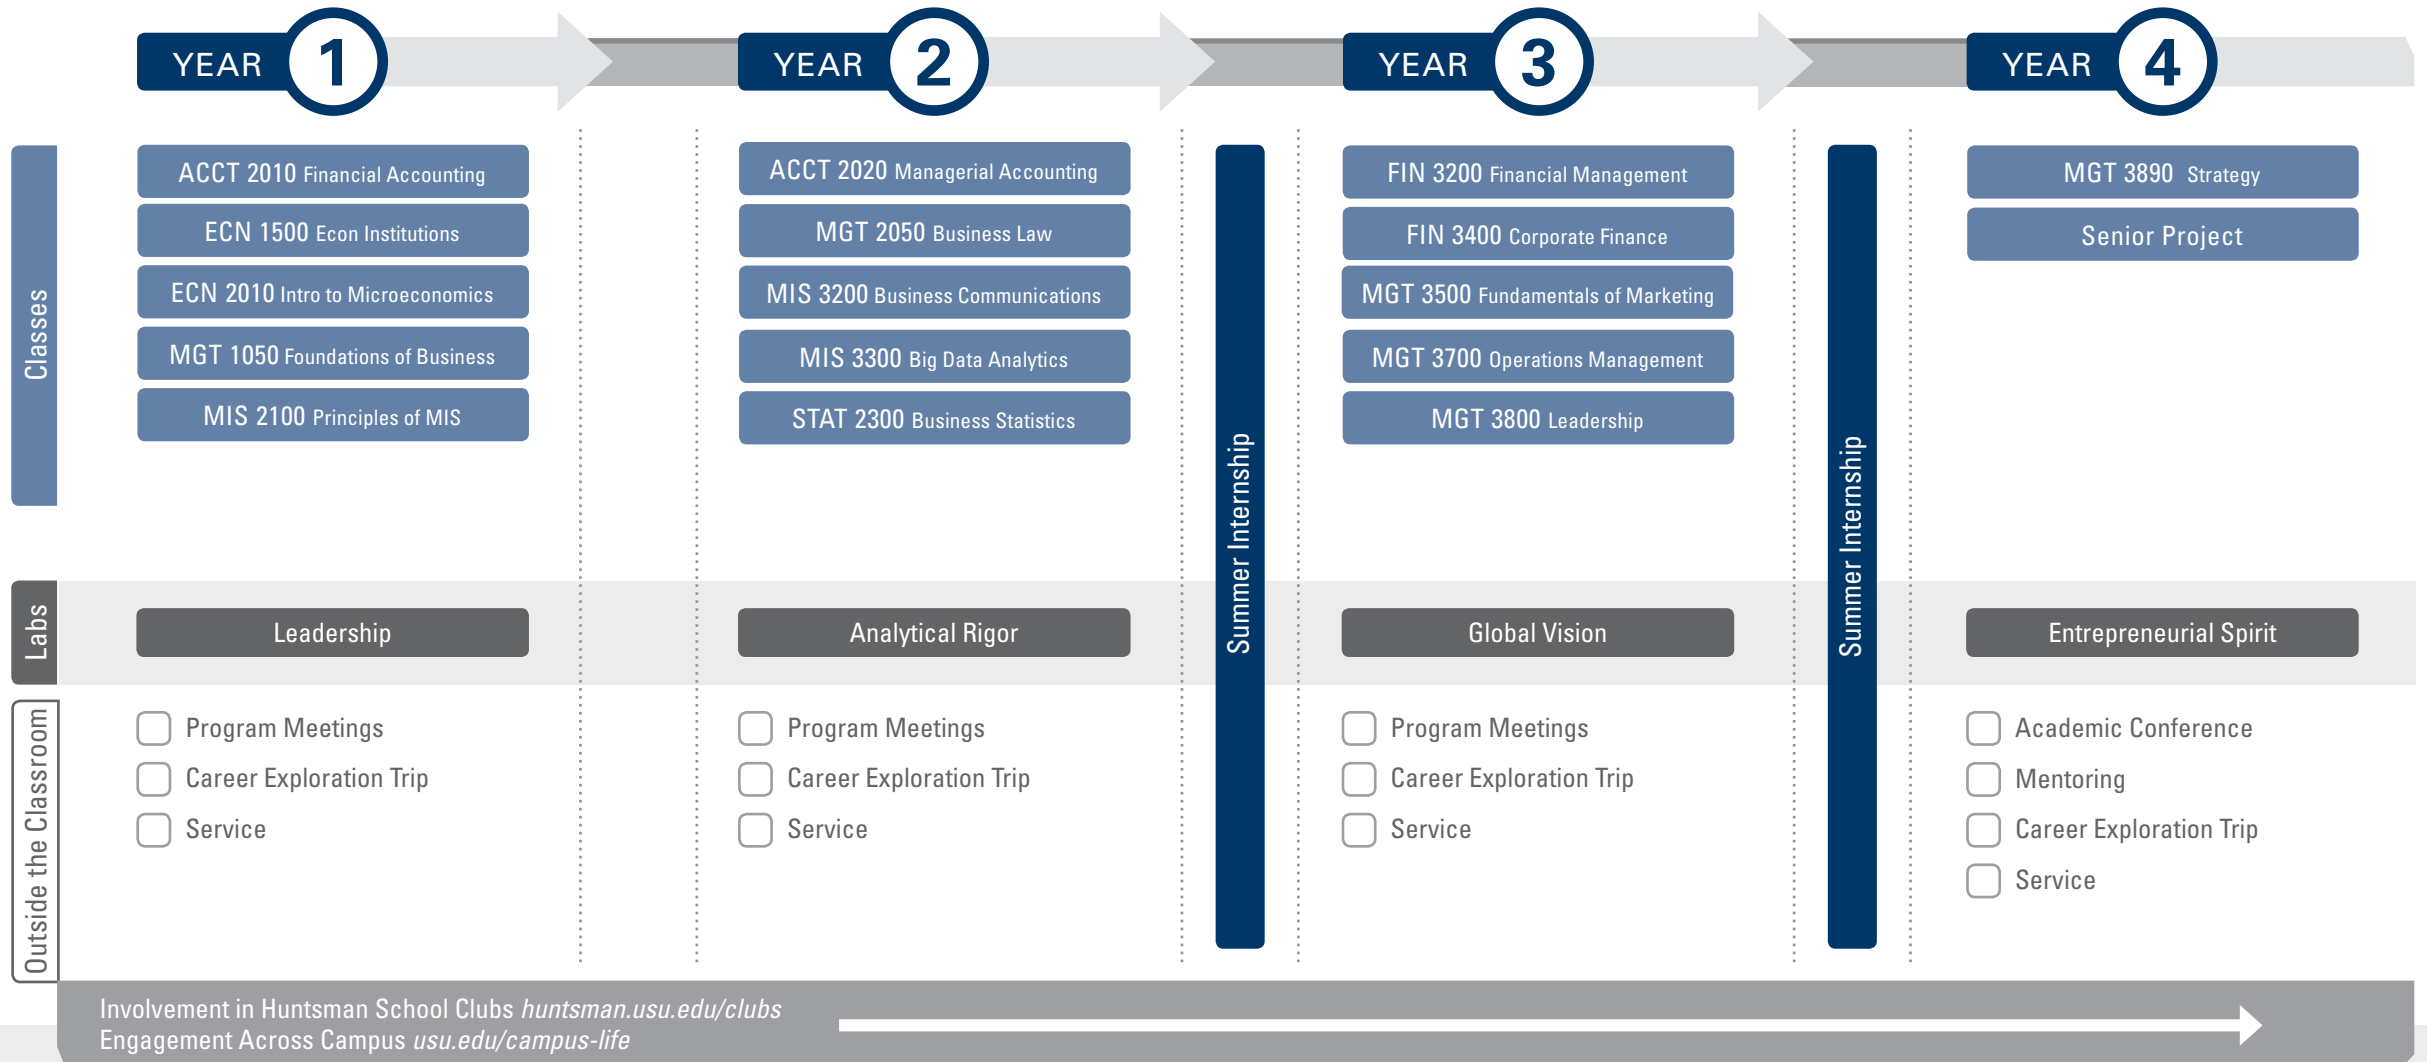 YEAR 1
YEAR 2
YEAR 3
YEAR 4
Classes
ACCT 2010 Financial Accounting
ECN 1500 Econ Institutions
ECN 2010 Intro to Microeconomics
MGT 1050 Foundations of Business
MIS 2100 Principles of MIS
ACCT 2020 Managerial Accounting
MGT 2050 Business Law
MIS 3200 Business Communications
MIS 3300 Big Data Analytics
STAT 2300 Business Statistics
Summer Internship
FIN 3200 Financial Management
FIN 3400 Corporate Finance
MGT 3500 Fundamentals of Marketing
MGT 3700 Operations Management
MGT 3800 Leadership
Summer Internship
MGT 3890 Strategy
Senior Project
Labs
Leadership
Analytical Rigor
Global Vision
Entrepreneurial Spirit
Outside the Classroom
Program Meetings
Career Exploration Trip
Service
Program Meetings
Career Exploration Trip
Service
Program Meetings
Career Exploration Trip
Service
Academic Conference
Mentoring
Career Exploration Trip
Service
Involvement in Huntsman School Clubs huntsman.usu.edu/clubs
Engagement Across Campus usu.edu/campus-life